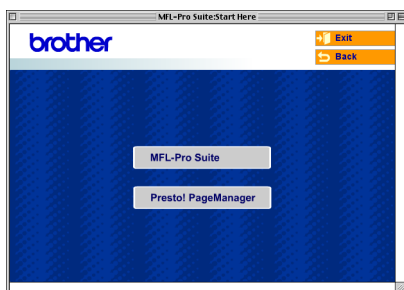 MFL-Pro Suite:Start Here
brother
Exit
Back
MFL-Pro Suite
Presto! PageManager